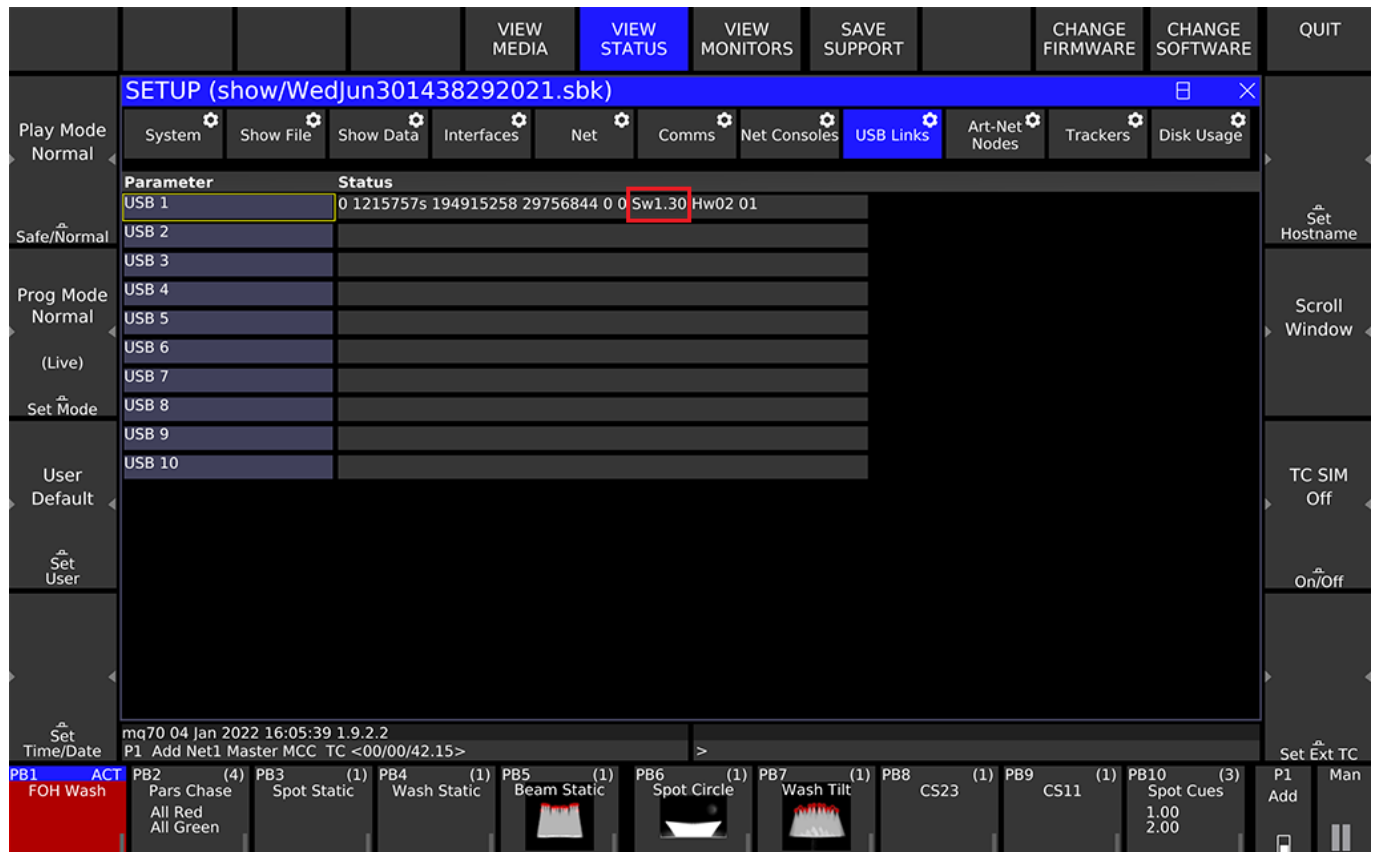 VIEW
MEDIA
VIEW
STATUS
VIEW
MONITORS
SAVE
SUPPORT
CHANGE
FIRMWARE
CHANGE
SOFTWARE
QUIT
SETUP (show/WedJun301438292021.sbk)
System
Show File
Show Data
Interfaces
Net
Comms
Net Consoles
USB Links
Art-Net
Nodes
Trackers
Disk Usage
Parameter Status
USB 1 0 1215757s 194915258 29756844 0 0 Sw1.30 Hw02 01
USB 2
USB 3
USB 4
USB 5
USB 6
USB 7
USB 8
USB 9
USB 10
Play Mode
Normal
Safe/Normal
Prog Mode
Normal
(Live)
Set Mode
User
Default
Set
User
Set
Time/Date
Set
Hostname
Scroll
Window
TC SIM
Off
On/Off
Set Ext TC
mq70 04 Jan 2022 16:05:39 1.9.2.2
P1 Add Net1 Master MCC TC <00/00/42.15>
>
PB1 ACT
FOH Wash
PB2 (4)
Pars Chase
All Red
All Green
PB3 (1)
Spot Static
PB4 (1)
Wash Static
PB5 (1)
Beam Static
PB6 (1)
Spot Circle
PB7 (1)
Wash Tilt
PB8 (1)
CS23
PB9 (1)
CS11
PB10 (3)
Spot Cues
1.00
2.00
P1 Man
Add